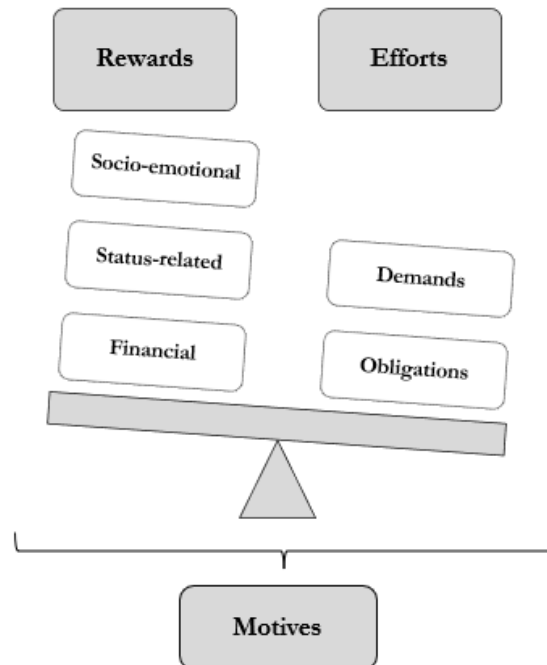 Rewards
Efforts
Socio-emotional
Status-related
Demands
Financial
Obligations
Motives